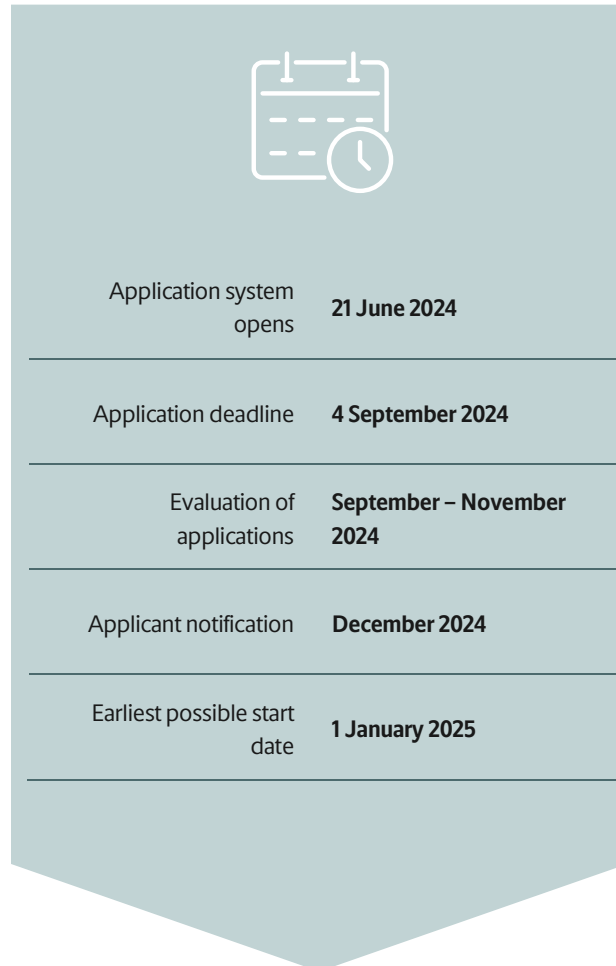 Application system
opens
21 June 2024
Application deadline
4 September 2024
Evaluation of
applications
September – November
2024
Applicant notification
December 2024
Earliest possible start
date
1 January 2025